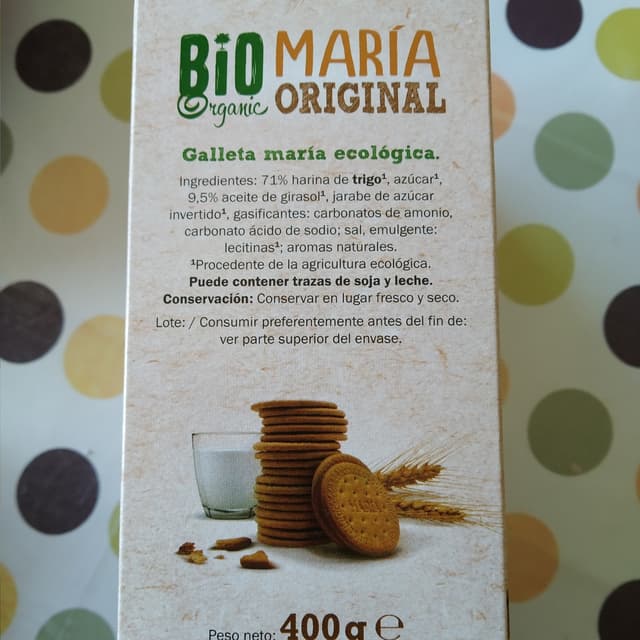 BiO MARÍA
Organic ORIGINAL
Galleta maría ecológica.
Ingredientes: 71% harina de trigo¹, azúcar¹,
9,5% aceite de girasol¹, jarabe de azúcar
invertido¹, gasificantes: carbonatos de amonio,
carbonato ácido de sodio; sal, emulgente:
lecitinas¹; aromas naturales.
¹Procedente de la agricultura ecológica.
Puede contener trazas de soja y leche.
Conservación: Conservar en lugar fresco y seco.
Lote: / Consumir preferentemente antes del fin de:
ver parte superior del envase.
Peso neto: 400g e